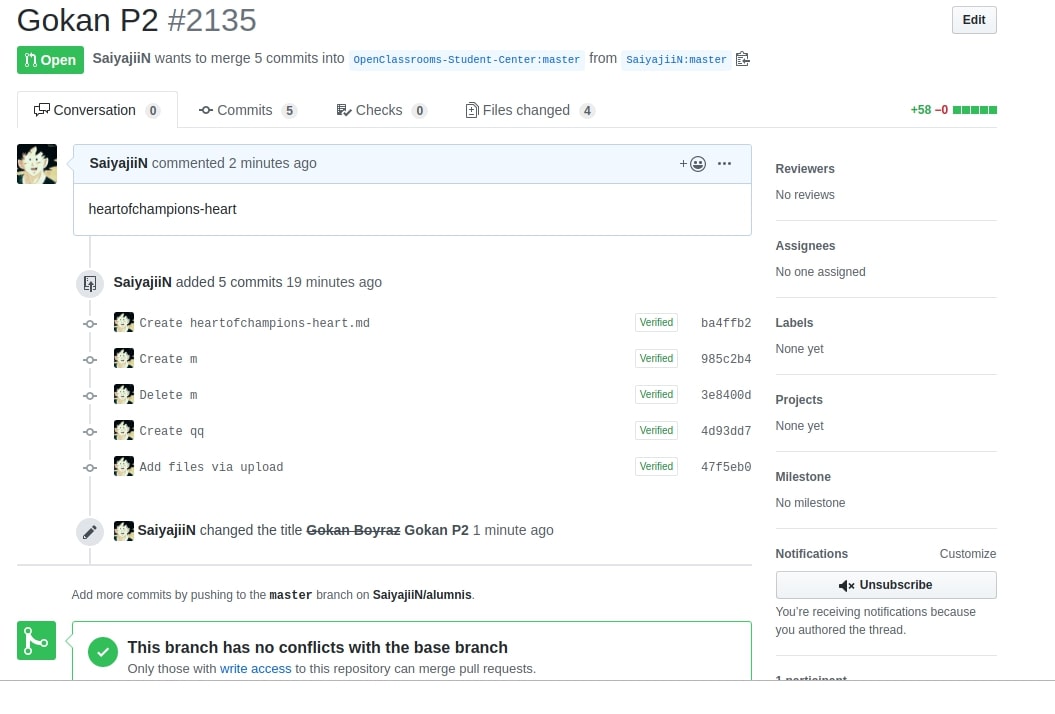 Gokan P2 #2135
Edit
Open SaiyajiiN wants to merge 5 commits into OpenClassrooms-Student-Center:master from SaiyajiiN:master
Conversation 0 Commits 5 Checks 0 Files changed 4 +58 −0
SaiyajiiN commented 2 minutes ago
heartofchampions-heart
SaiyajiiN added 5 commits 19 minutes ago
Create heartofchampions-heart.md Verified ba4ffb2
Create m Verified 985c2b4
Delete m Verified 3e8400d
Create qq Verified 4d93dd7
Add files via upload Verified 47f5eb0
SaiyajiiN changed the title Gokan Boyraz Gokan P2 1 minute ago
Add more commits by pushing to the master branch on SaiyajiiN/alumnis.
This branch has no conflicts with the base branch
Only those with write access to this repository can merge pull requests.
Reviewers
No reviews
Assignees
No one assigned
Labels
None yet
Projects
None yet
Milestone
No milestone
Notifications Customize
Unsubscribe
You're receiving notifications because
you authored the thread.
1 participant